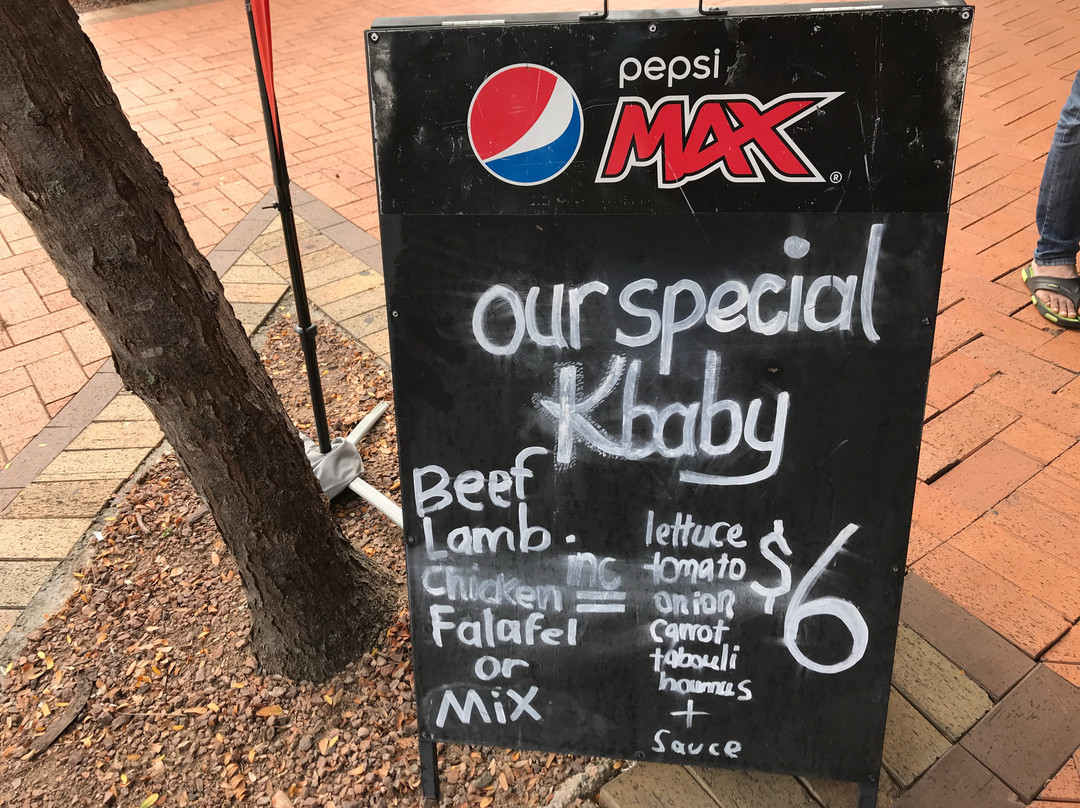 pepsi
MAX®
our special
Kbaby
Beef
Lamb.
Chicken
Falafel
or
MiX
inc
lettuce
tomato
onion
carrot
tabouli
houmus
+
Sauce
$6